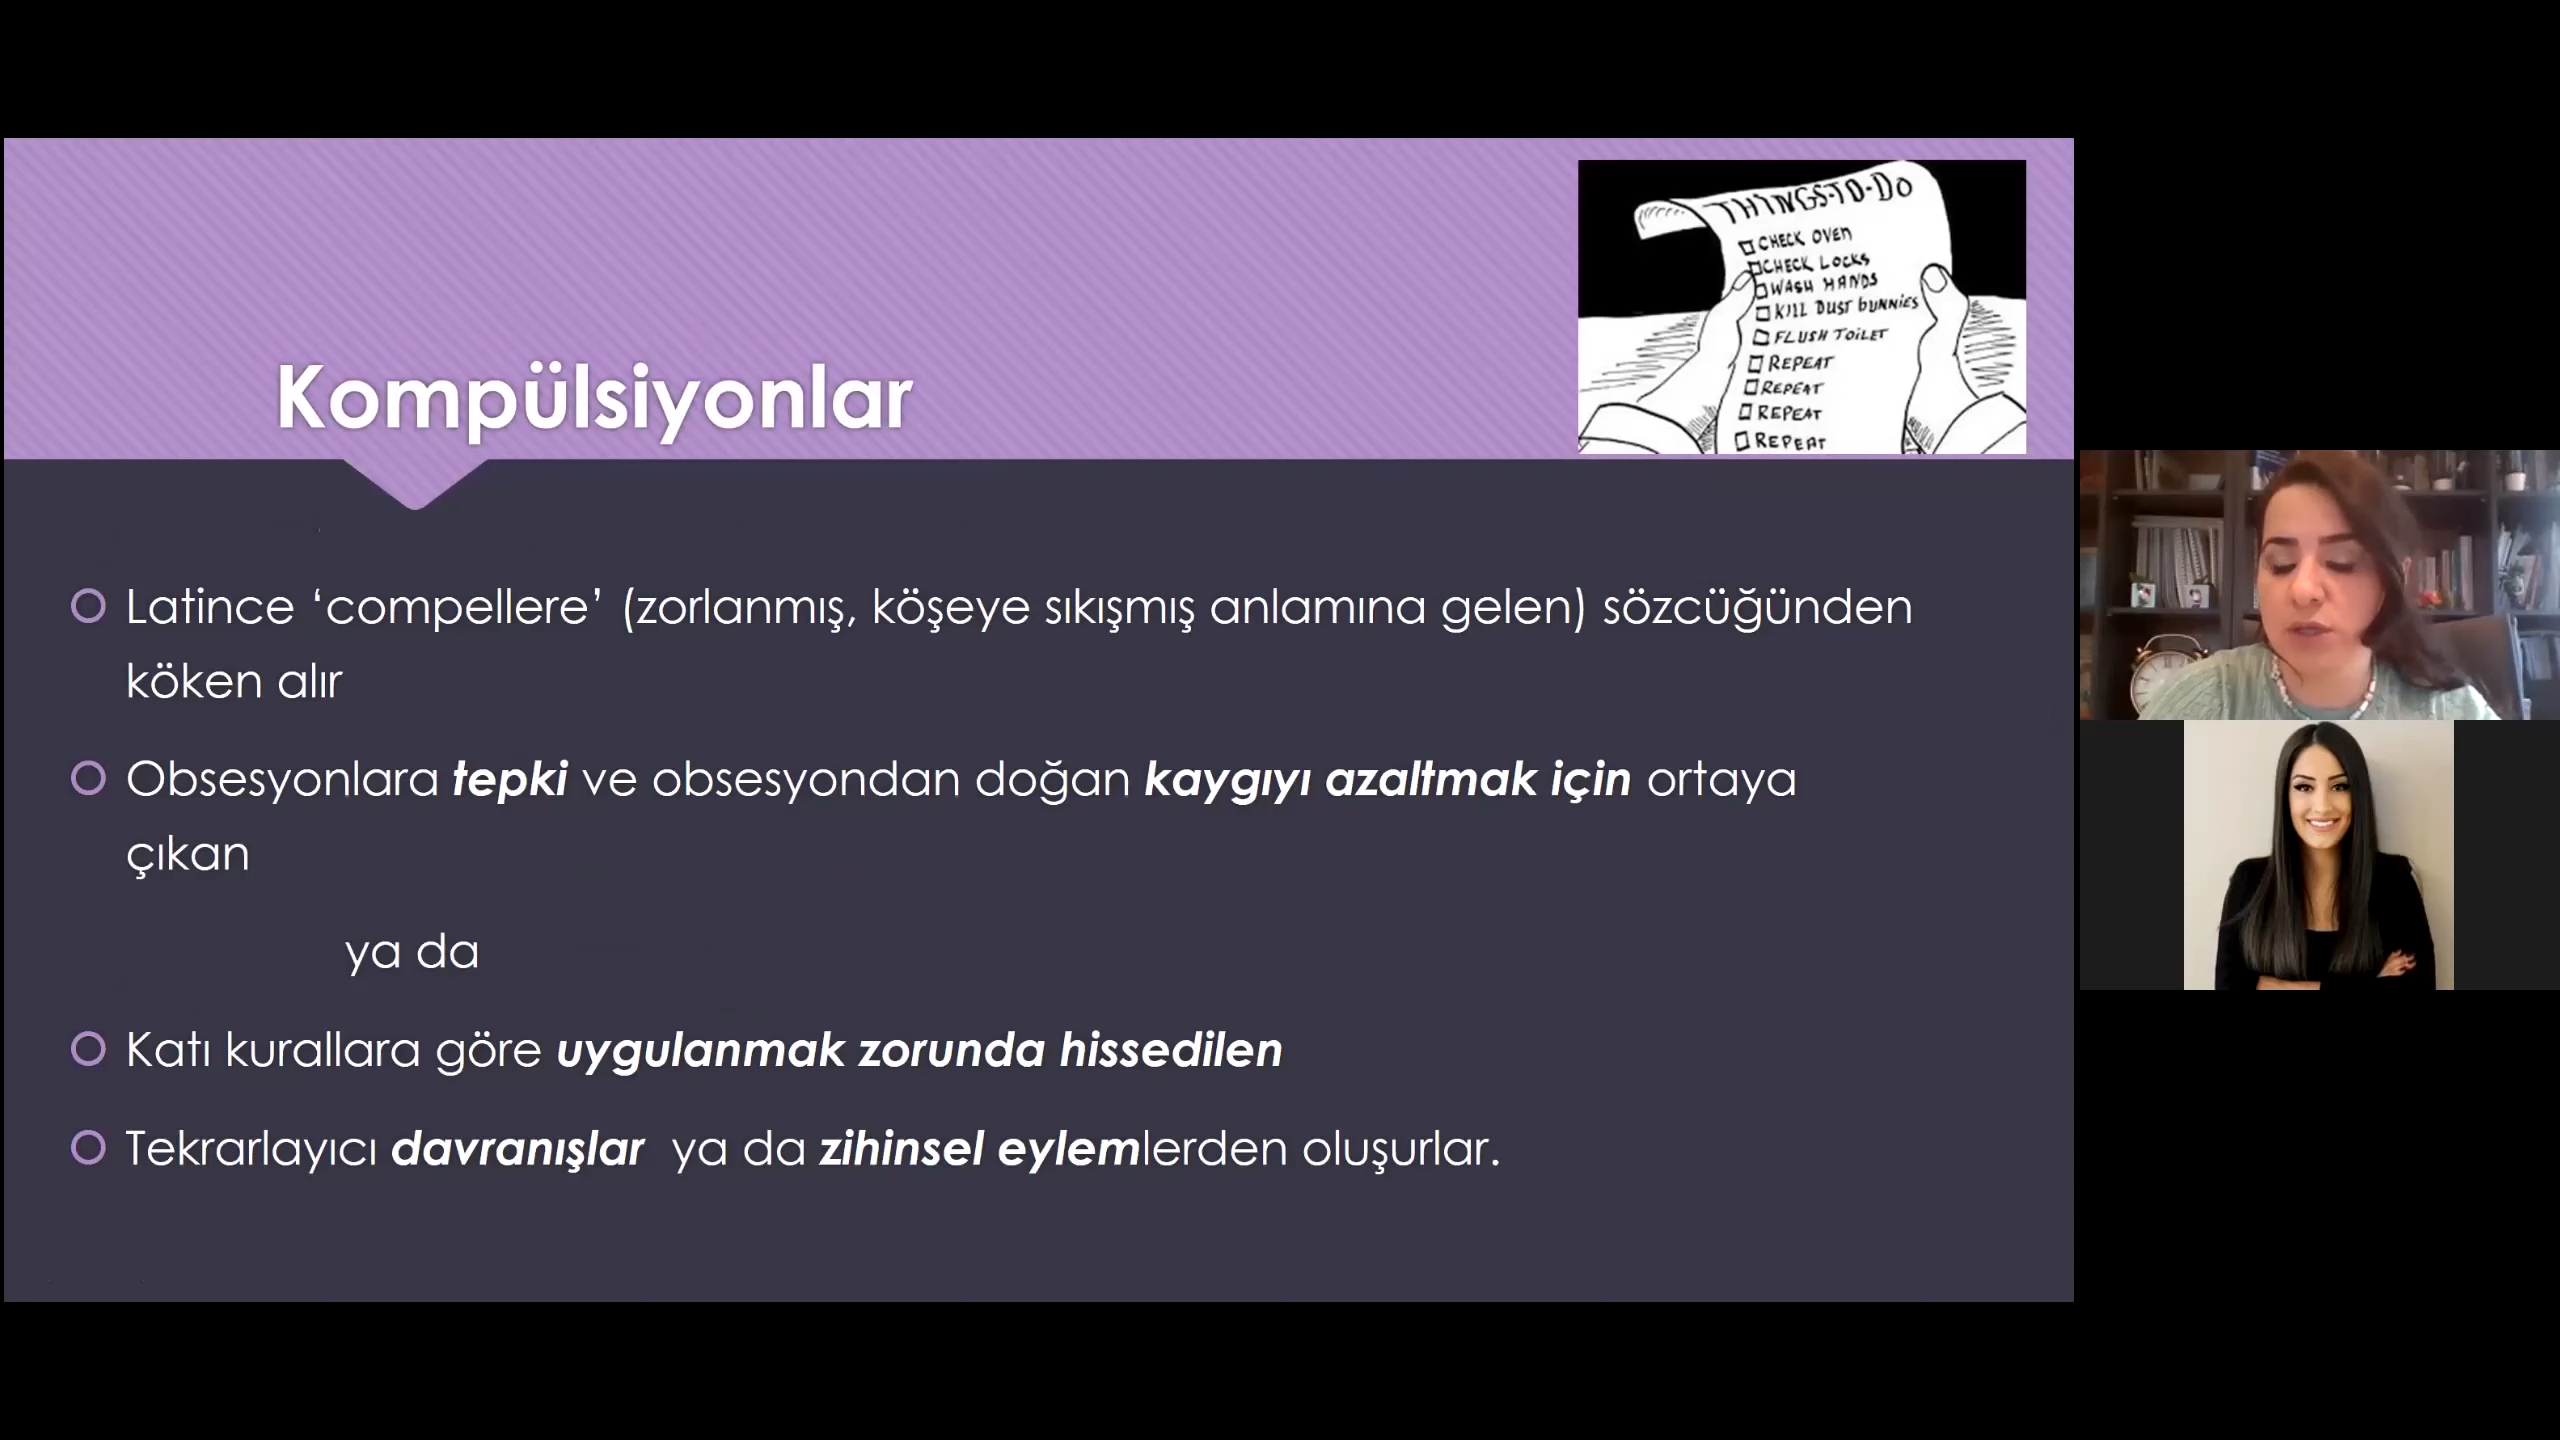 THINGS-TO-DO
CHECK OVEN
CHECK LOCKS
WASH HANDS
KILL DUST BUNNIES
FLUSH TOILET
REPEAT
REPEAT
REPEAT
REPEAT
Kompülsiyonlar
Latince ‘compellere’ (zorlanmış, köşeye sıkışmış anlamına gelen) sözcüğünden
köken alır
Obsesyonlara tepki ve obsesyondan doğan kaygıyı azaltmak için ortaya
çıkan
ya da
Katı kurallara göre uygulanmak zorunda hissedilen
Tekrarlayıcı davranışlar ya da zihinsel eylemlerden oluşurlar.